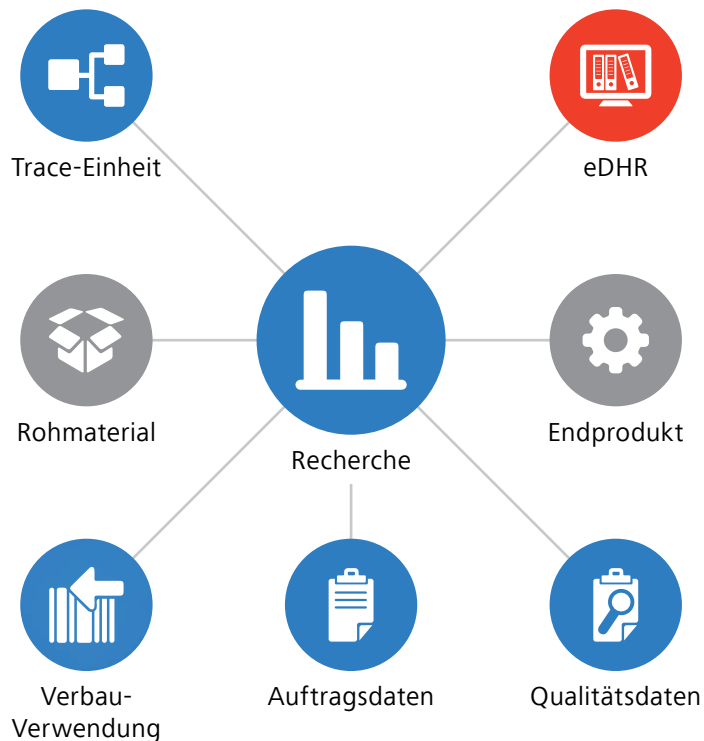 Trace-Einheit
eDHR
Rohmaterial
Endprodukt
Recherche
Verbau-
Verwendung
Auftragsdaten
Qualitätsdaten